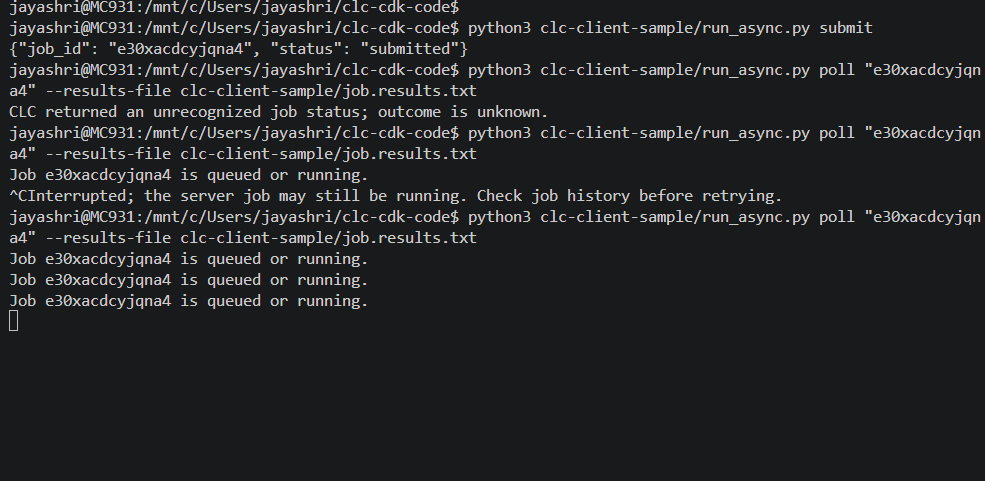 jayashri@MC931:/mnt/c/Users/jayashri/clc-cdk-code$
jayashri@MC931:/mnt/c/Users/jayashri/clc-cdk-code$ python3 clc-client-sample/run_async.py submit
{"job_id": "e30xacdcyjqna4", "status": "submitted"}
jayashri@MC931:/mnt/c/Users/jayashri/clc-cdk-code$ python3 clc-client-sample/run_async.py poll "e30xacdcyjqn
a4" --results-file clc-client-sample/job.results.txt
CLC returned an unrecognized job status; outcome is unknown.
jayashri@MC931:/mnt/c/Users/jayashri/clc-cdk-code$ python3 clc-client-sample/run_async.py poll "e30xacdcyjqn
a4" --results-file clc-client-sample/job.results.txt
Job e30xacdcyjqna4 is queued or running.
^CInterrupted; the server job may still be running. Check job history before retrying.
jayashri@MC931:/mnt/c/Users/jayashri/clc-cdk-code$ python3 clc-client-sample/run_async.py poll "e30xacdcyjqn
a4" --results-file clc-client-sample/job.results.txt
Job e30xacdcyjqna4 is queued or running.
Job e30xacdcyjqna4 is queued or running.
Job e30xacdcyjqna4 is queued or running.